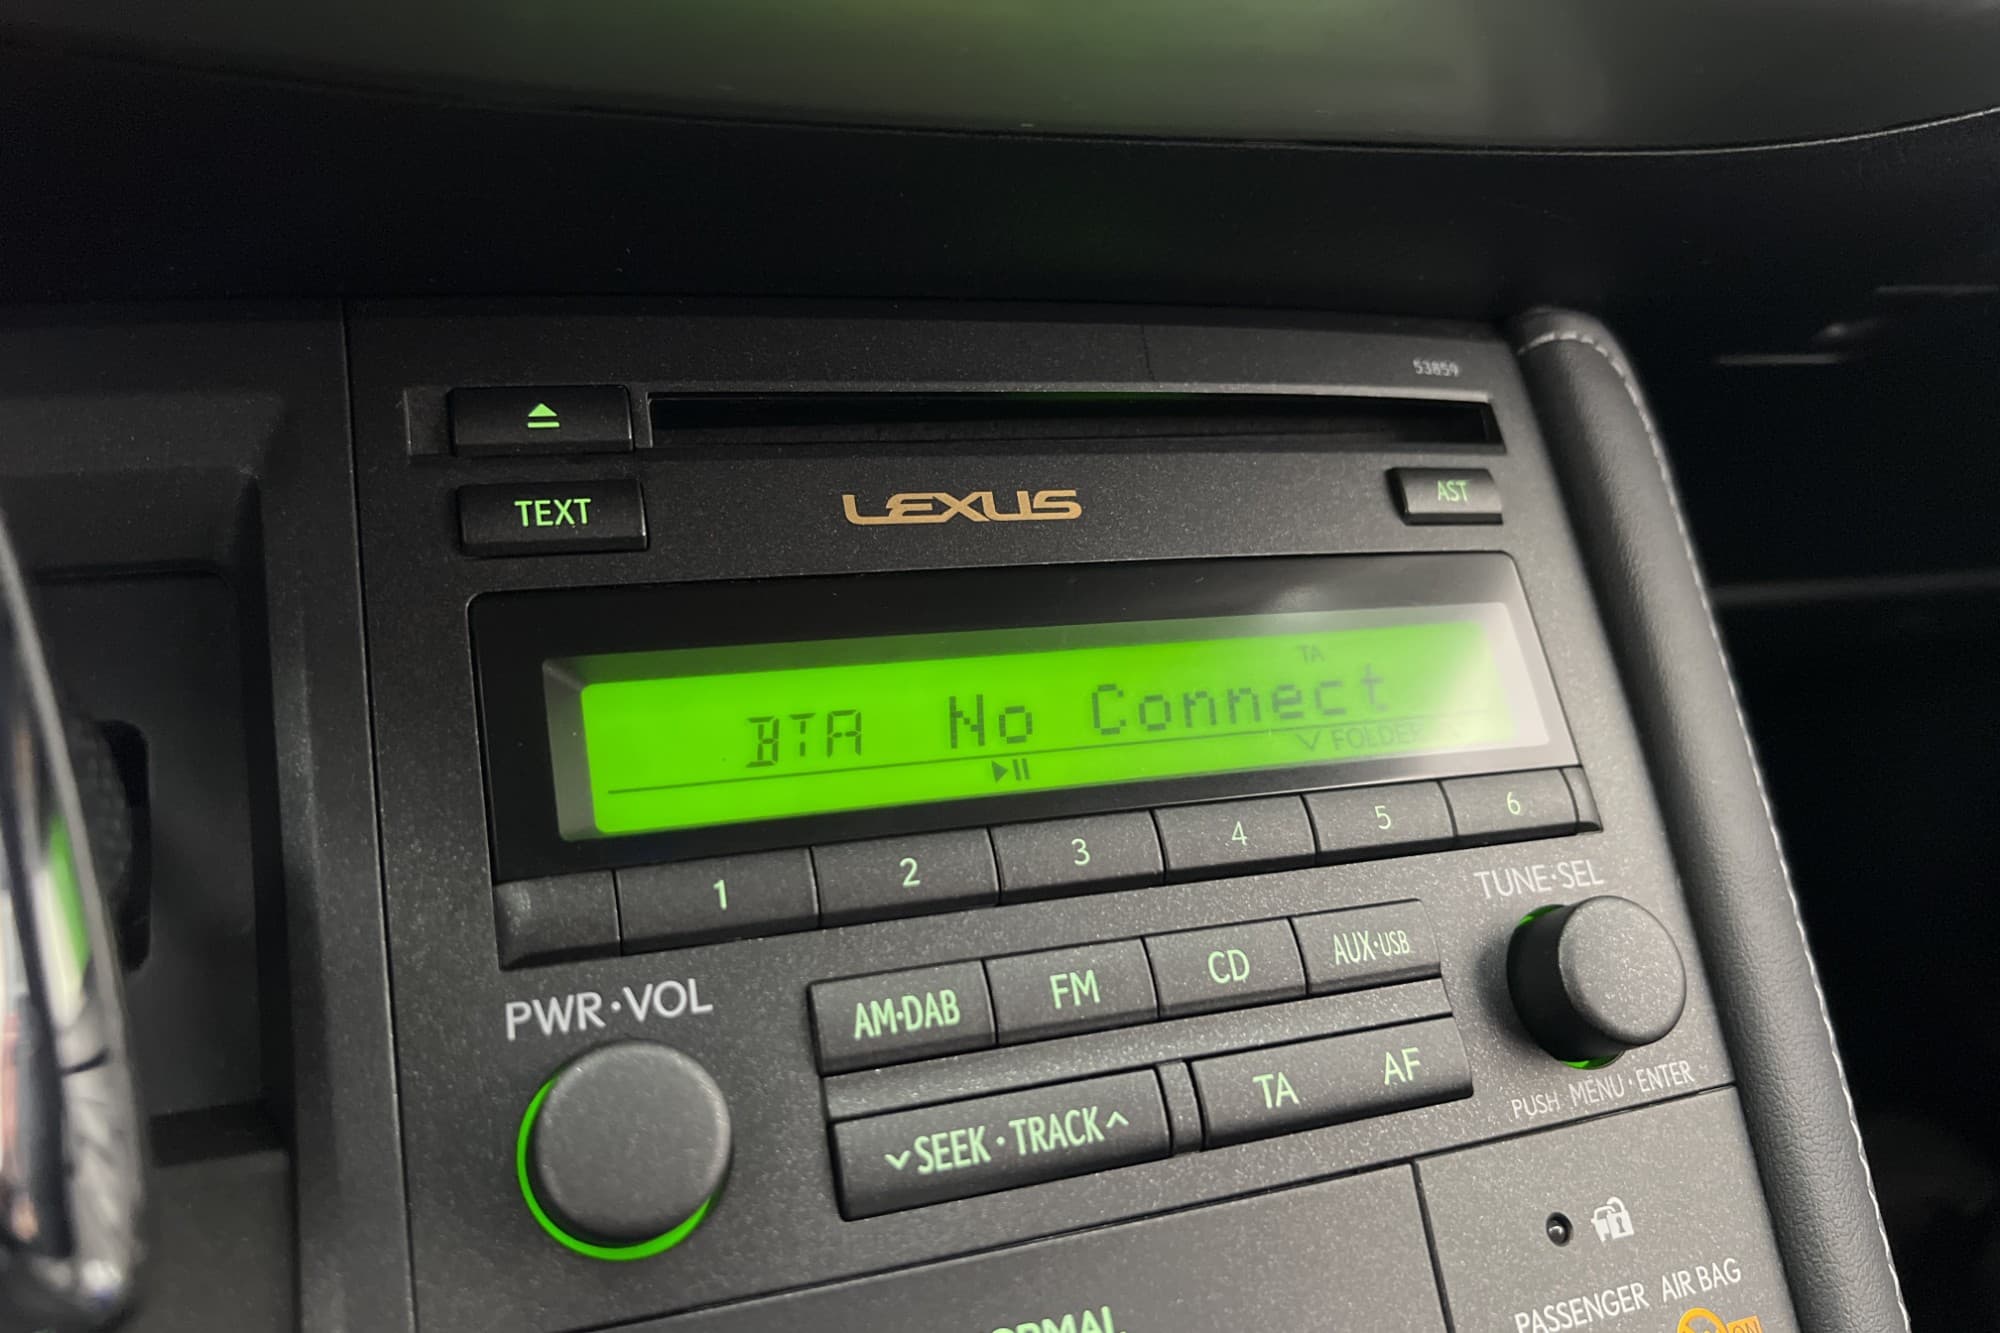 53859
TEXT
LEXUS
AST
TA
BTA No Connect
FOLDER
1 2 3 4 5 6
TUNE·SEL
PWR·VOL
AM·DAB FM CD AUX·USB
SEEK·TRACK TA AF
PUSH MENU·ENTER
PASSENGER AIR BAG
ON